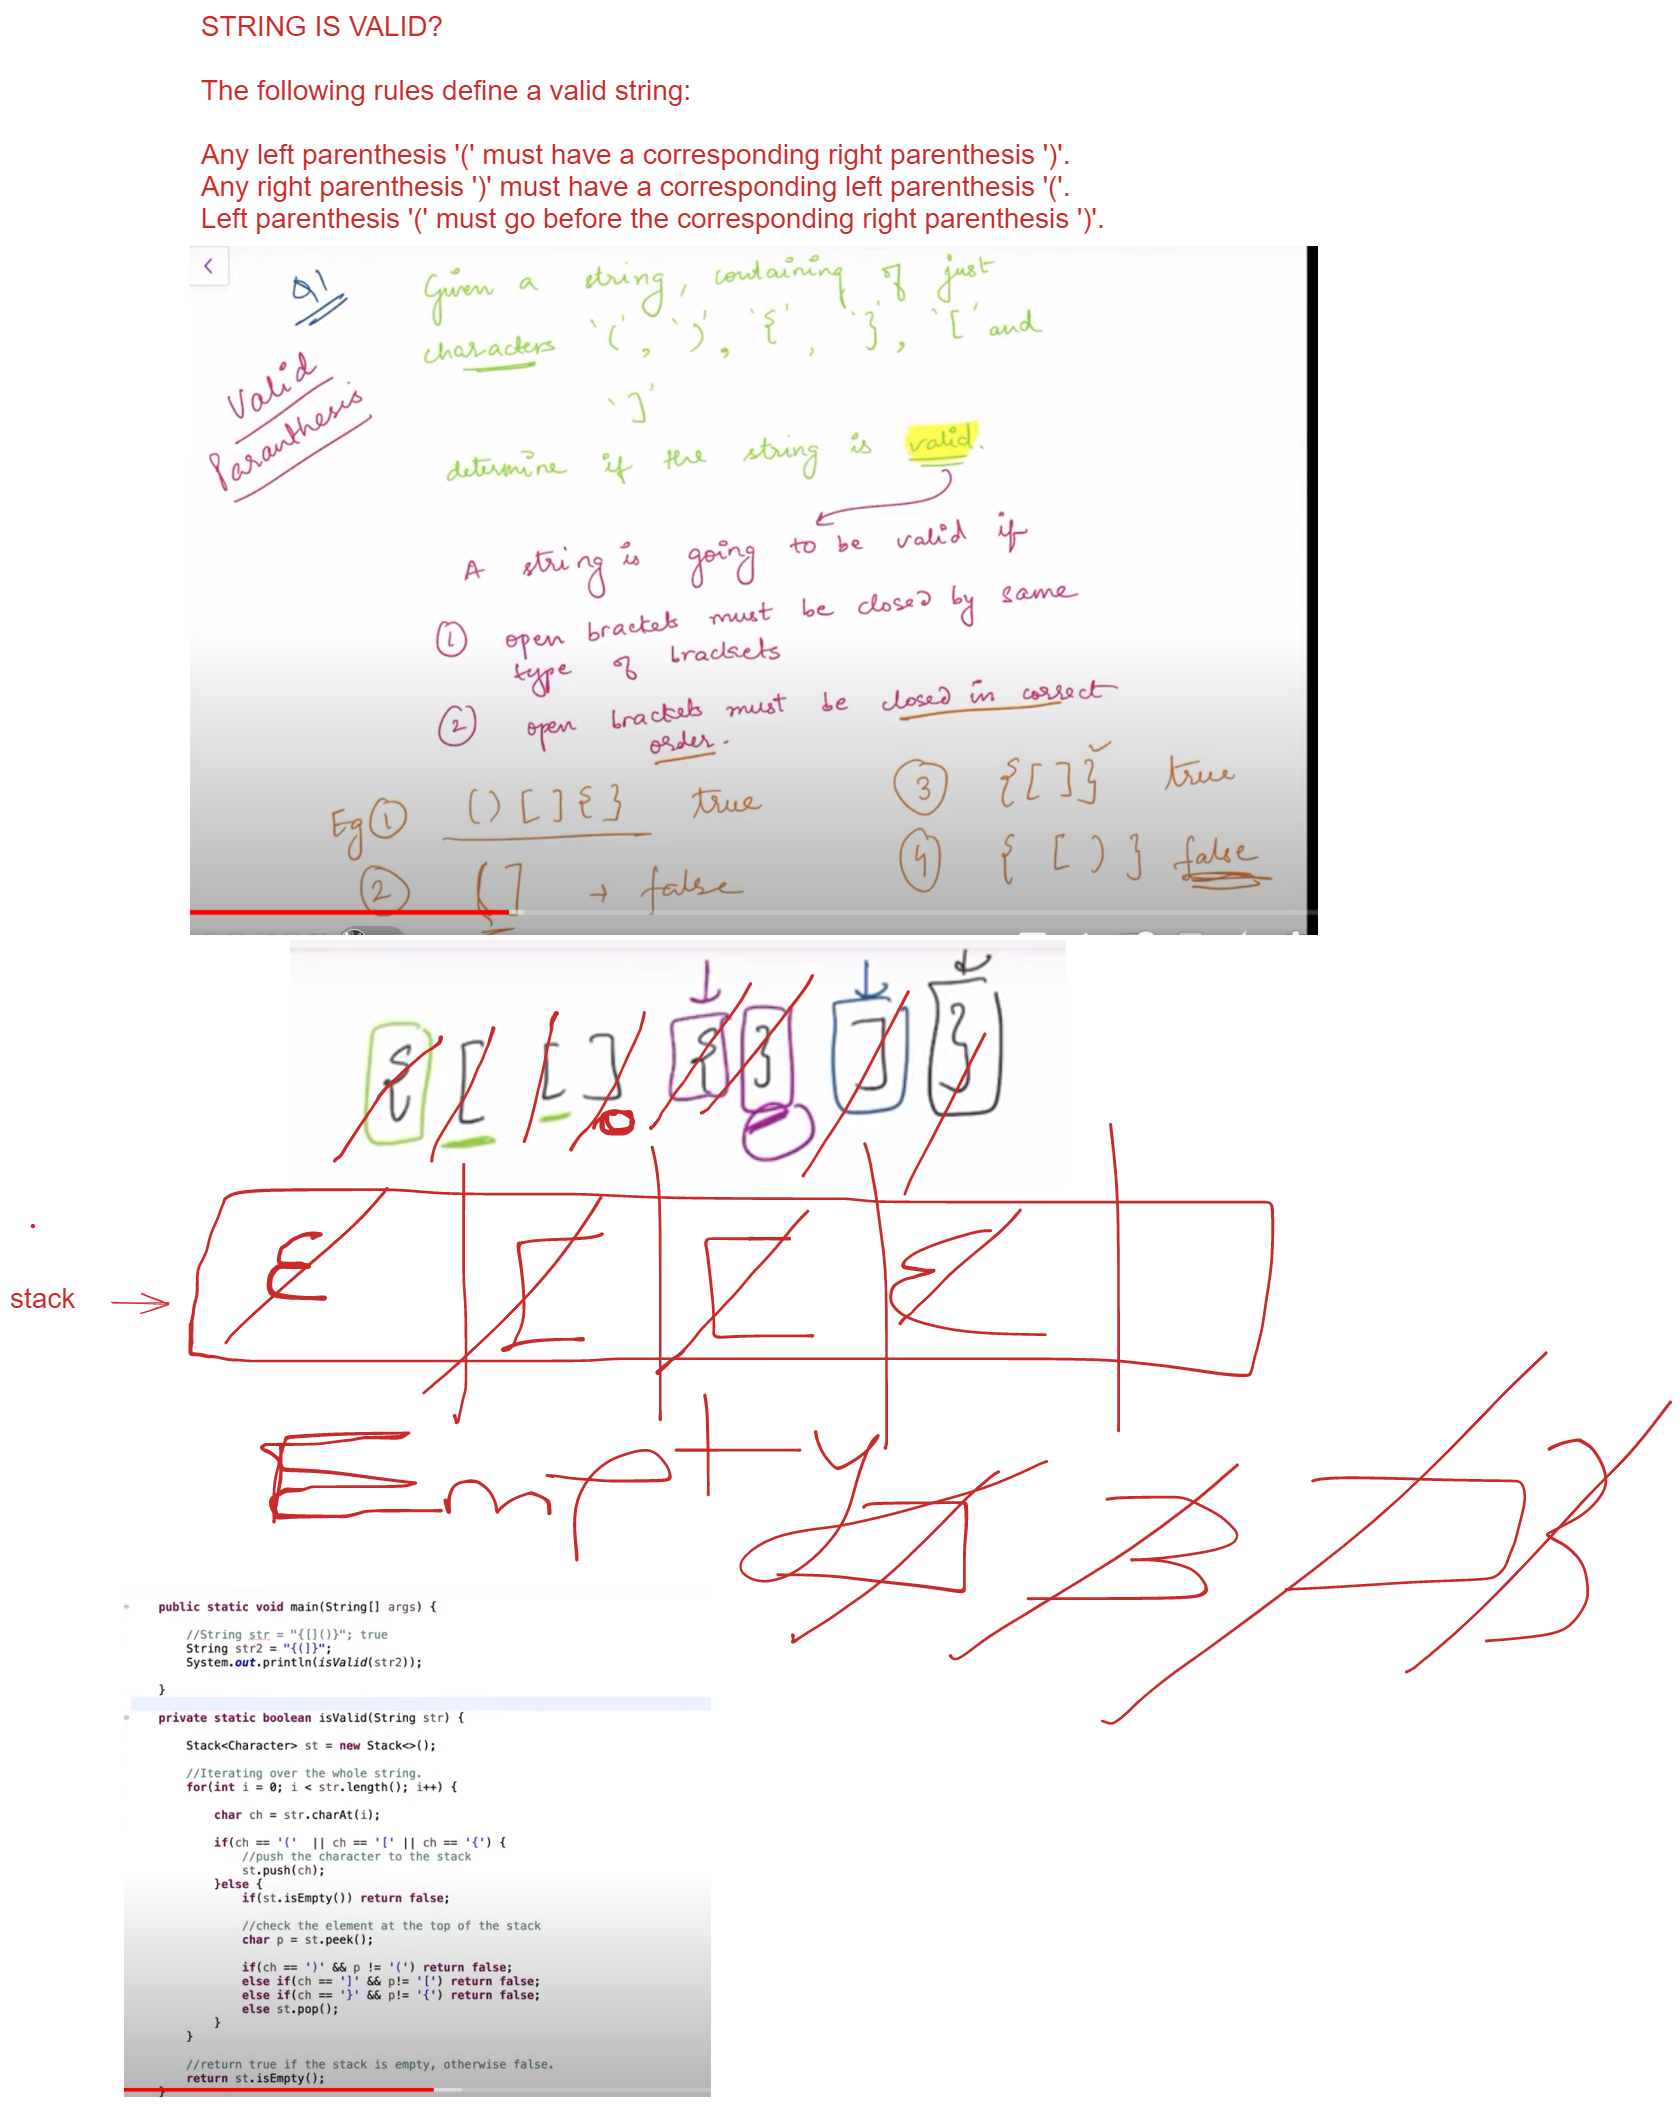 STRING IS VALID?
The following rules define a valid string:
Any left parenthesis '(' must have a corresponding right parenthesis ')'.
Any right parenthesis ')' must have a corresponding left parenthesis '('.
Left parenthesis '(' must go before the corresponding right parenthesis ')'.
Q1
Valid
Paranthesis
Given a string, containing of just
characters '(', ')', '{', '}', '[' and
']'
determine if the string is valid.
A string is going to be valid if
① open brackets must be closed by same
type of brackets
② open brackets must be closed in correct
order.
Eg ① ()[]{} true
② (] → false
③ {[]} true
④ {[)} false
{ [ [ ] { } ] }
stack
{ [ [ {
Empty
] } ] }
public static void main(String[] args) {
//String str = "{[]()}"; true
String str2 = "{(]}";
System.out.println(isValid(str2));
}
private static boolean isValid(String str) {
Stack<Character> st = new Stack<>();
//Iterating over the whole string.
for(int i = 0; i < str.length(); i++) {
char ch = str.charAt(i);
if(ch == '(' || ch == '[' || ch == '{') {
//push the character to the stack
st.push(ch);
}else {
if(st.isEmpty()) return false;
//check the element at the top of the stack
char p = st.peek();
if(ch == ')' && p != '(') return false;
else if(ch == ']' && p!= '[') return false;
else if(ch == '}' && p!= '{') return false;
else st.pop();
}
}
//return true if the stack is empty, otherwise false.
return st.isEmpty();
}